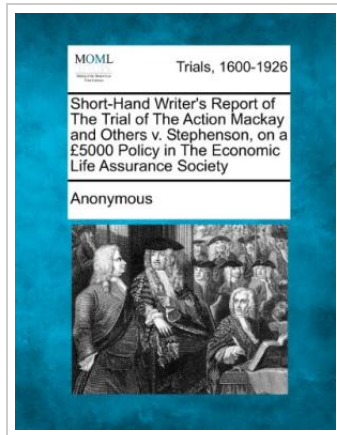 MOML
Trials, 1600-1926
Short-Hand Writer's Report of
The Trial of The Action Mackay
and Others v. Stephenson, on a
£5000 Policy in The Economic
Life Assurance Society
Anonymous